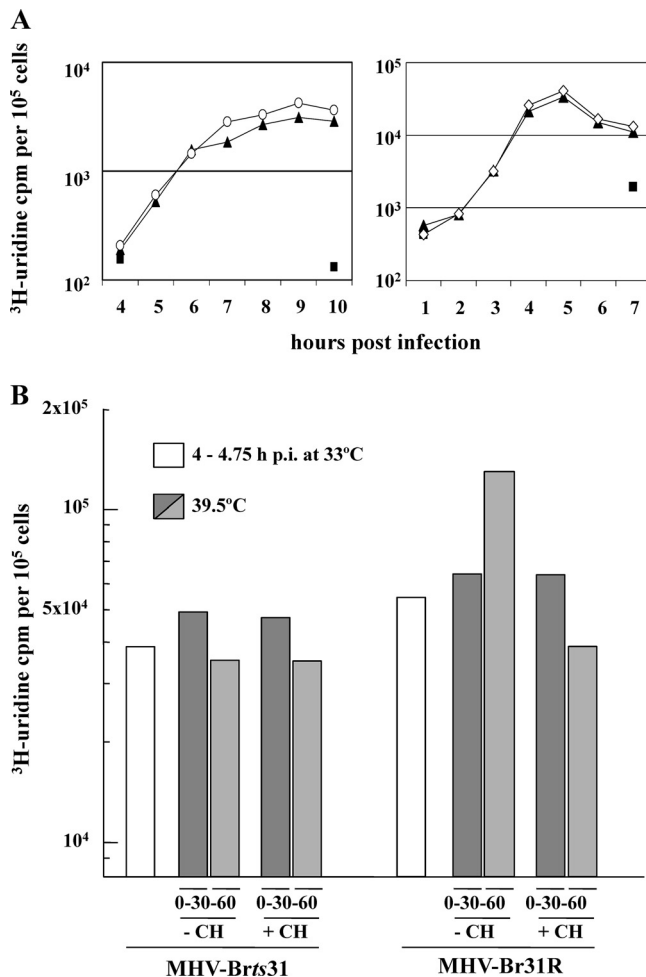 A
³H-uridine cpm per 10⁵ cells
10⁴
10³
10²
4 5 6 7 8 9 10
10⁵
10⁴
10³
10²
1 2 3 4 5 6 7
hours post infection
B
³H-uridine cpm per 10⁵ cells
2x10⁵
10⁵
5x10⁴
10⁴
4 - 4.75 h p.i. at 33ºC
39.5ºC
0-30-60 0-30-60 0-30-60 0-30-60
- CH + CH - CH + CH
MHV-Brts31 MHV-Br31R